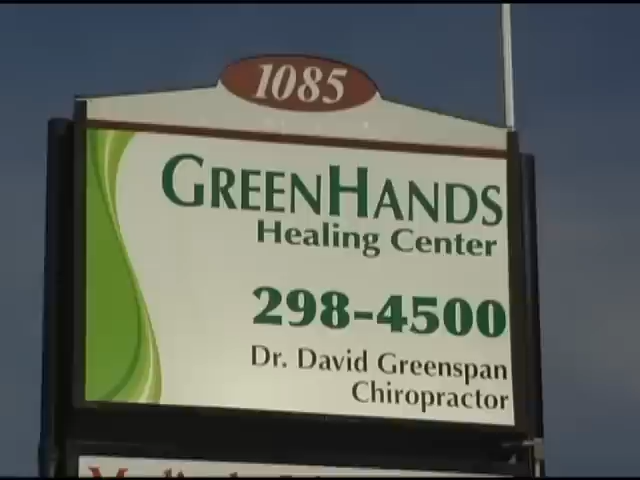 1085
GREENHANDS
Healing Center
298-4500
Dr. David Greenspan
Chiropractor